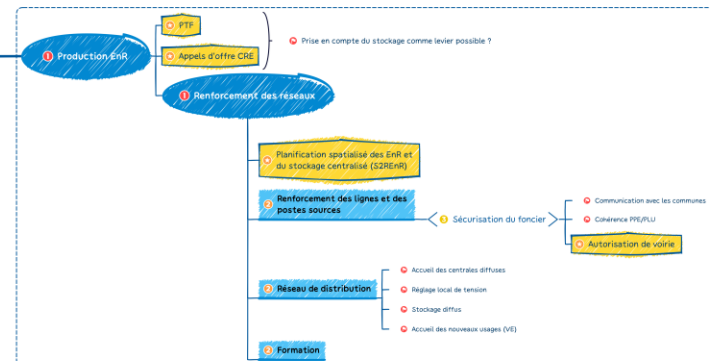 PTF
Prise en compte du stockage comme levier possible ?
Production EnR
Appels d'offre CRE
Renforcement des réseaux
Planification spatialisé des EnR et
du stockage centralisé (S2REnR)
Renforcement des lignes et des
postes sources
Sécurisation du foncier
Communication avec les communes
Cohérence PPE/PLU
Autorisation de voirie
Réseau de distribution
Accueil des centrales diffuses
Réglage local de tension
Stockage diffus
Accueil des nouveaux usages (VE)
Formation